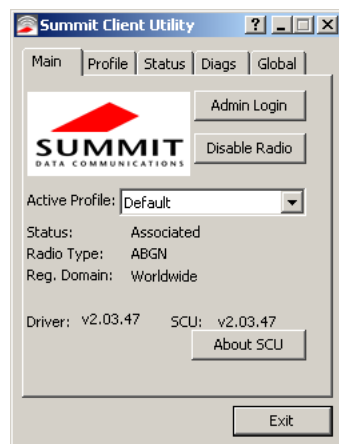 Summit Client Utility
Main Profile Status Diags Global
Admin Login
SUMMIT
DATA COMMUNICATIONS
Disable Radio
Active Profile: Default
Status: Associated
Radio Type: ABGN
Reg. Domain: Worldwide
Driver: v2.03.47 SCU: v2.03.47
About SCU
Exit